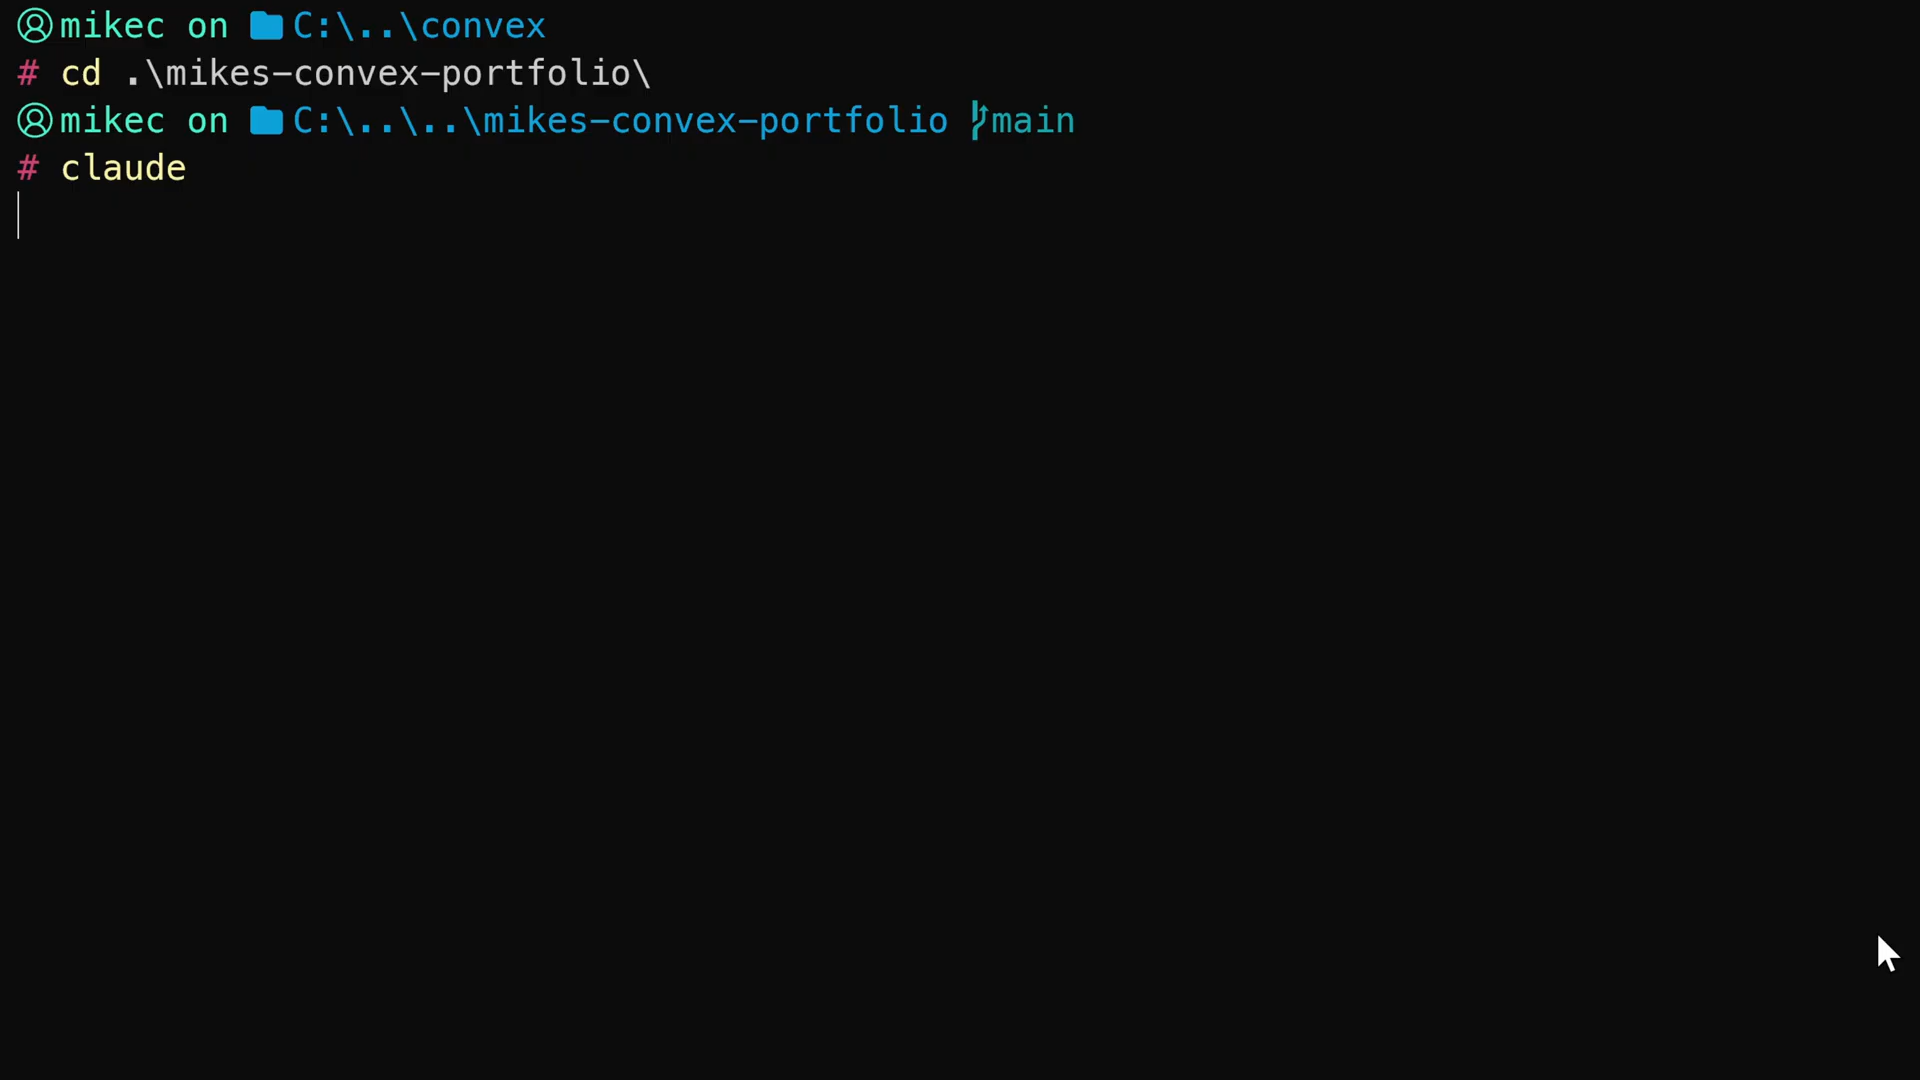 mikec on C:\..\convex
# cd .\mikes-convex-portfolio\
mikec on C:\..\..\mikes-convex-portfolio main
# claude